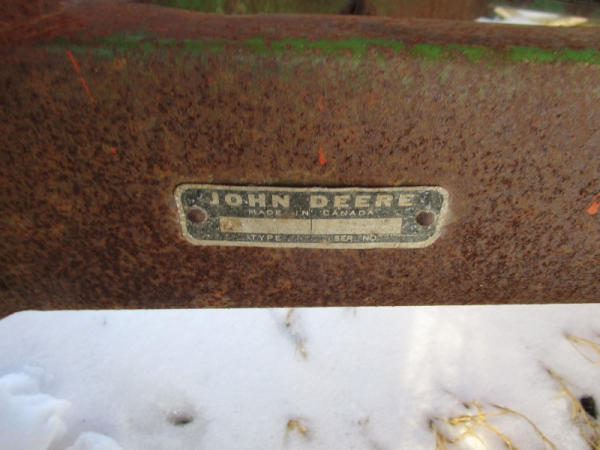 JOHN DEERE
MADE IN CANADA
TYPE SER. NO.